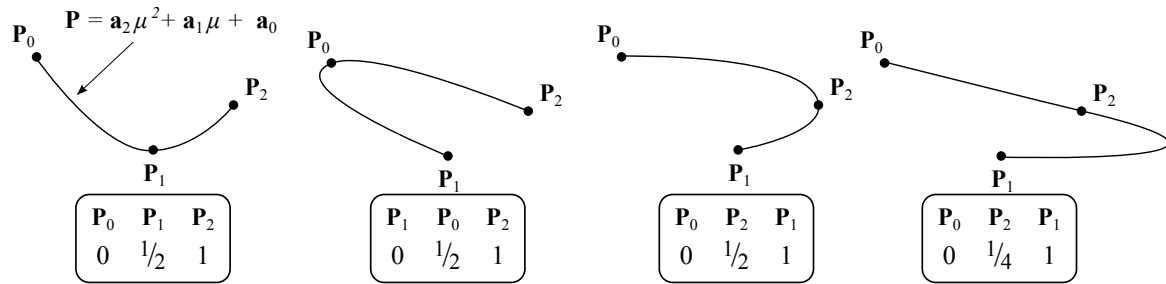 P = a₂μ² + a₁μ + a₀
P₀
P₂
P₁
P₀ P₁ P₂
0 1/2 1
P₀
P₂
P₁
P₁ P₀ P₂
0 1/2 1
P₀
P₂
P₁
P₀ P₂ P₁
0 1/2 1
P₀
P₂
P₁
P₀ P₂ P₁
0 1/4 1